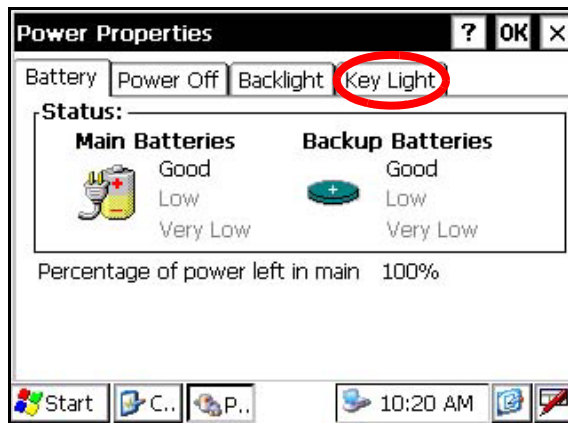 Power Properties ? OK ×
Battery Power Off Backlight Key Light
Status:
Main Batteries Backup Batteries
Good Good
Low Low
Very Low Very Low
Percentage of power left in main 100%
Start C.. P.. 10:20 AM